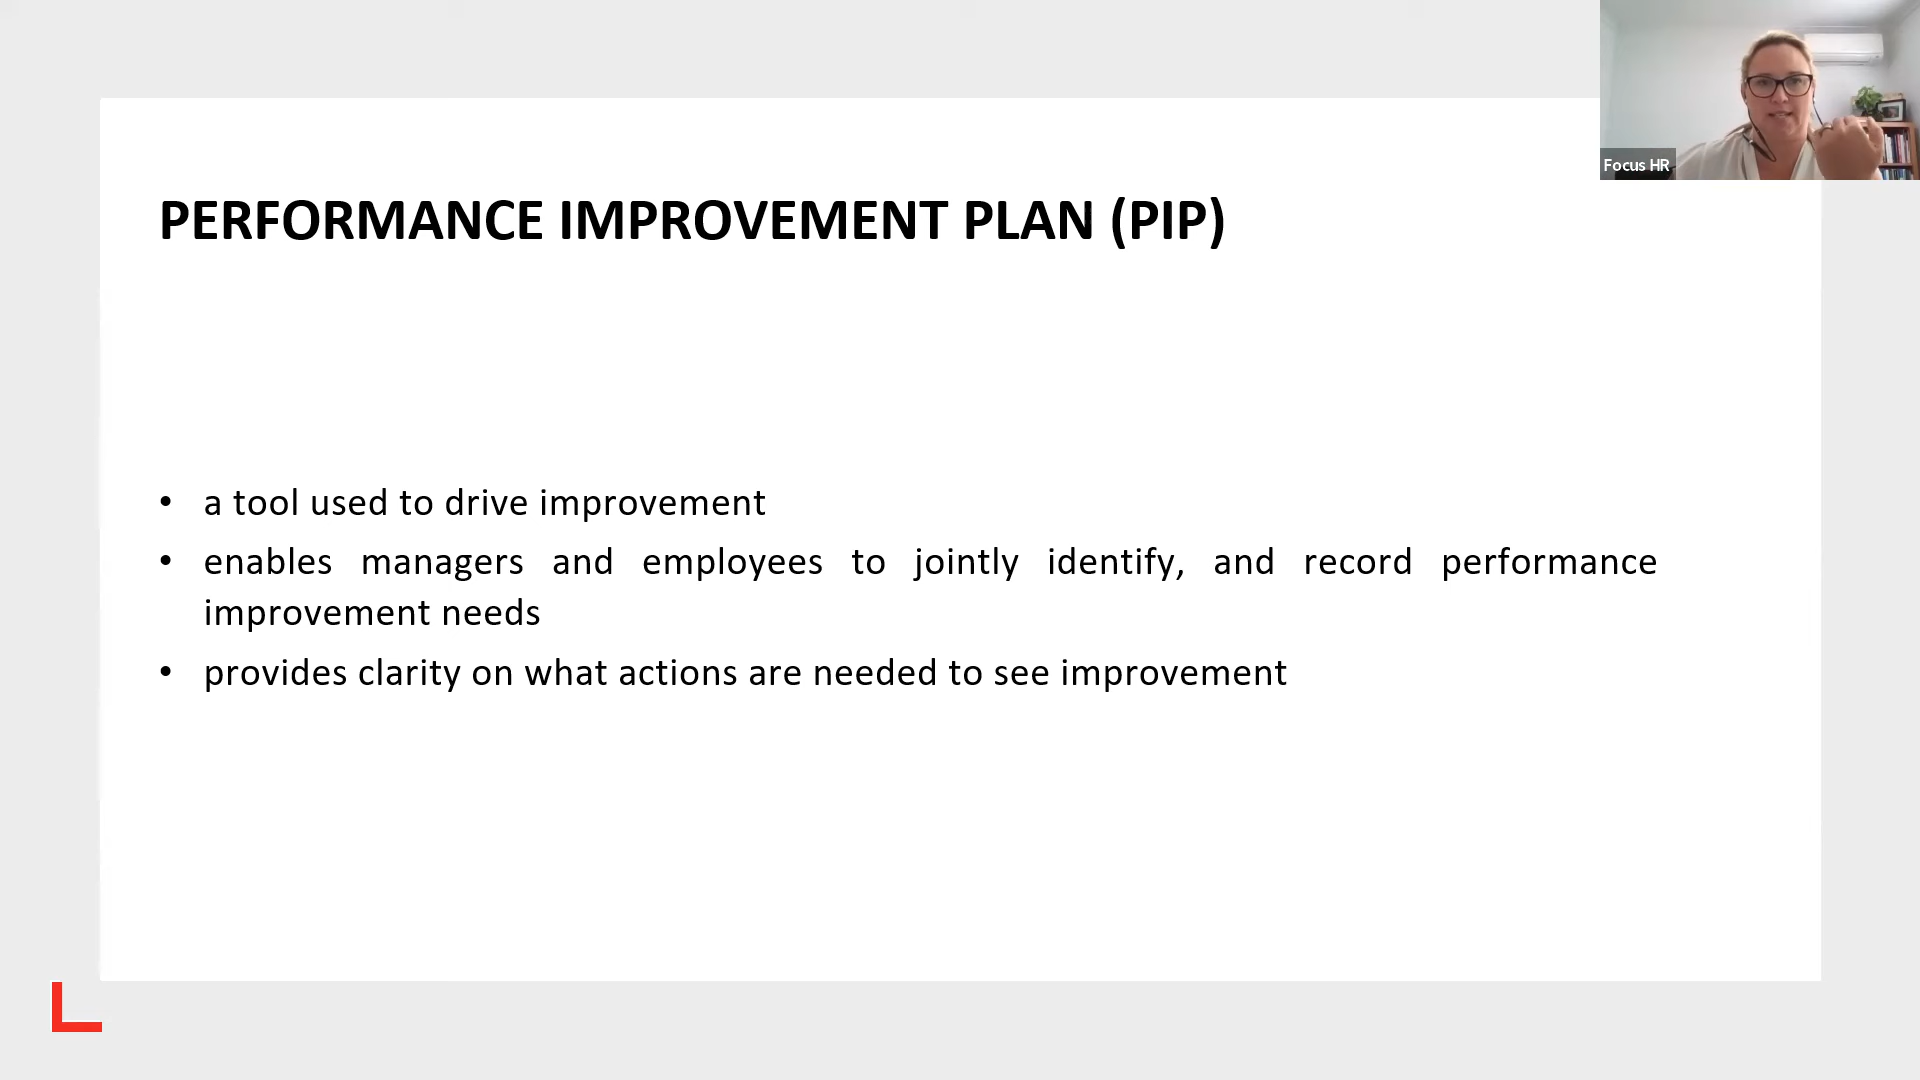 Focus HR
PERFORMANCE IMPROVEMENT PLAN (PIP)
• a tool used to drive improvement
• enables managers and employees to jointly identify, and record performance
improvement needs
• provides clarity on what actions are needed to see improvement